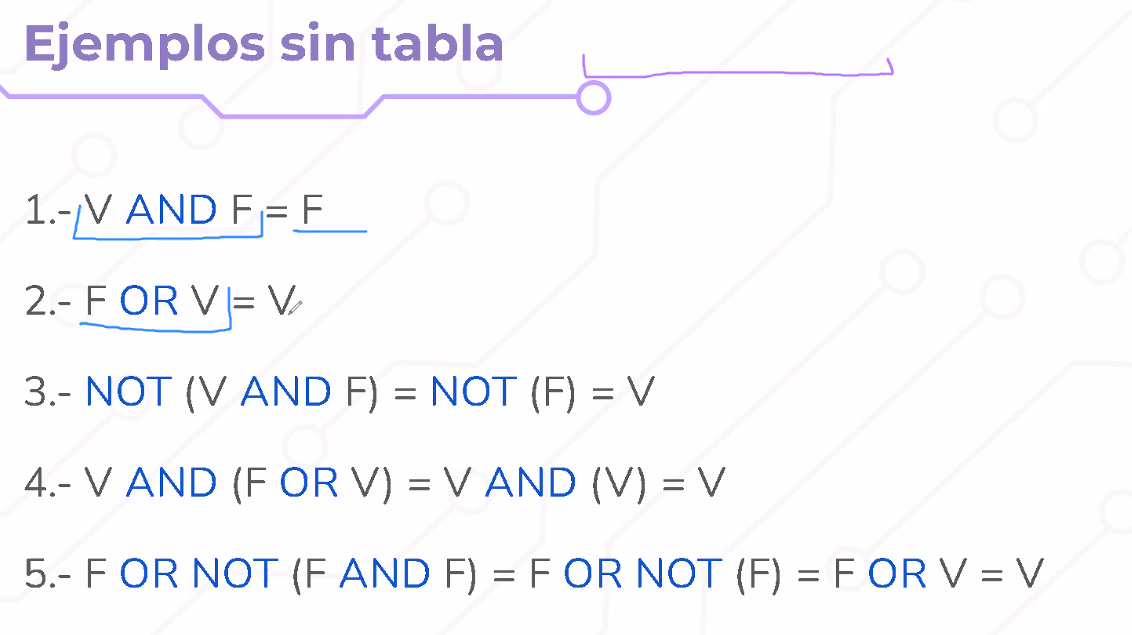 Ejemplos sin tabla
1.- V AND F = F
2.- F OR V = V
3.- NOT (V AND F) = NOT (F) = V
4.- V AND (F OR V) = V AND (V) = V
5.- F OR NOT (F AND F) = F OR NOT (F) = F OR V = V